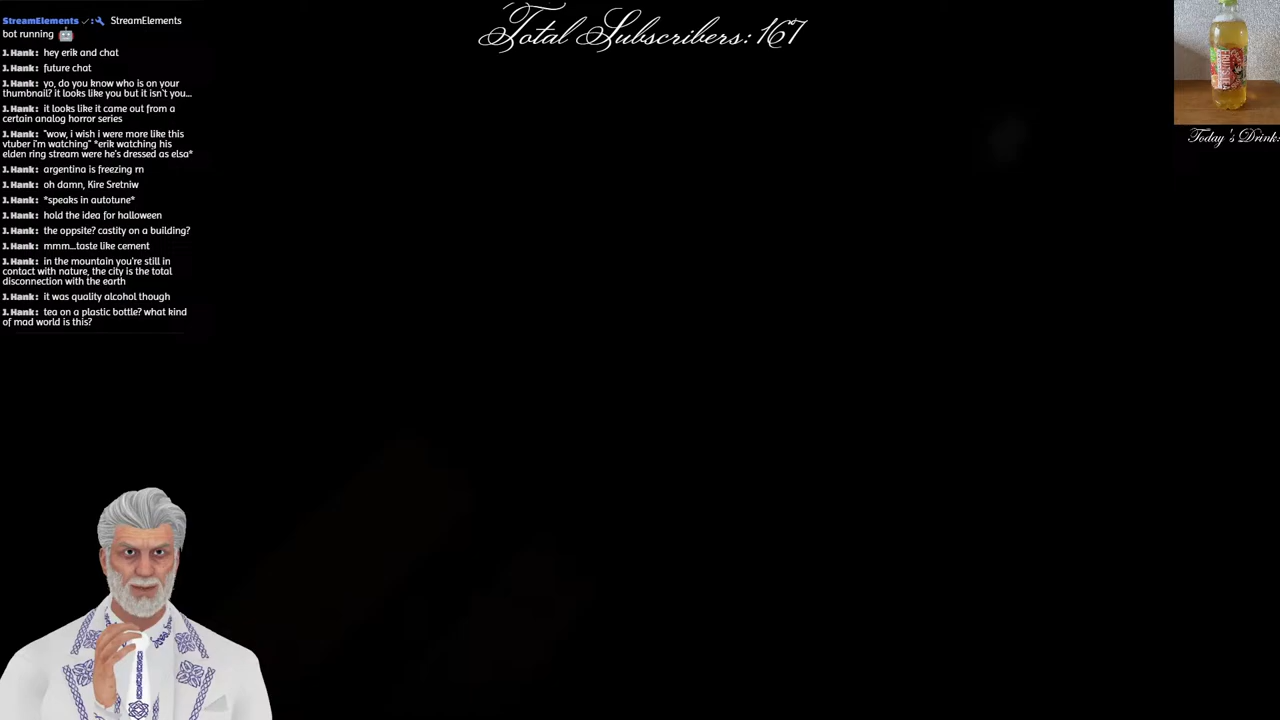 StreamElements : StreamElements
bot running
J. Hank: hey erik and chat
J. Hank: future chat
J. Hank: yo, do you know who is on your
thumbnail? it looks like you but it isn't you...
J. Hank: it looks like it came out from a
certain analog horror series
J. Hank: "wow, i wish i were more like this
vtuber i'm watching" *erik watching his
elden ring stream were he's dressed as elsa*
J. Hank: argentina is freezing rn
J. Hank: oh damn, Kire Sretniw
J. Hank: *speaks in autotune*
J. Hank: hold the idea for halloween
J. Hank: the oppsite? castity on a building?
J. Hank: mmm...taste like cement
J. Hank: in the mountain you're still in
contact with nature, the city is the total
disconnection with the earth
J. Hank: it was quality alcohol though
J. Hank: tea on a plastic bottle? what kind
of mad world is this?
Total Subscribers: 167
FRUITS TEA
Today's Drink: